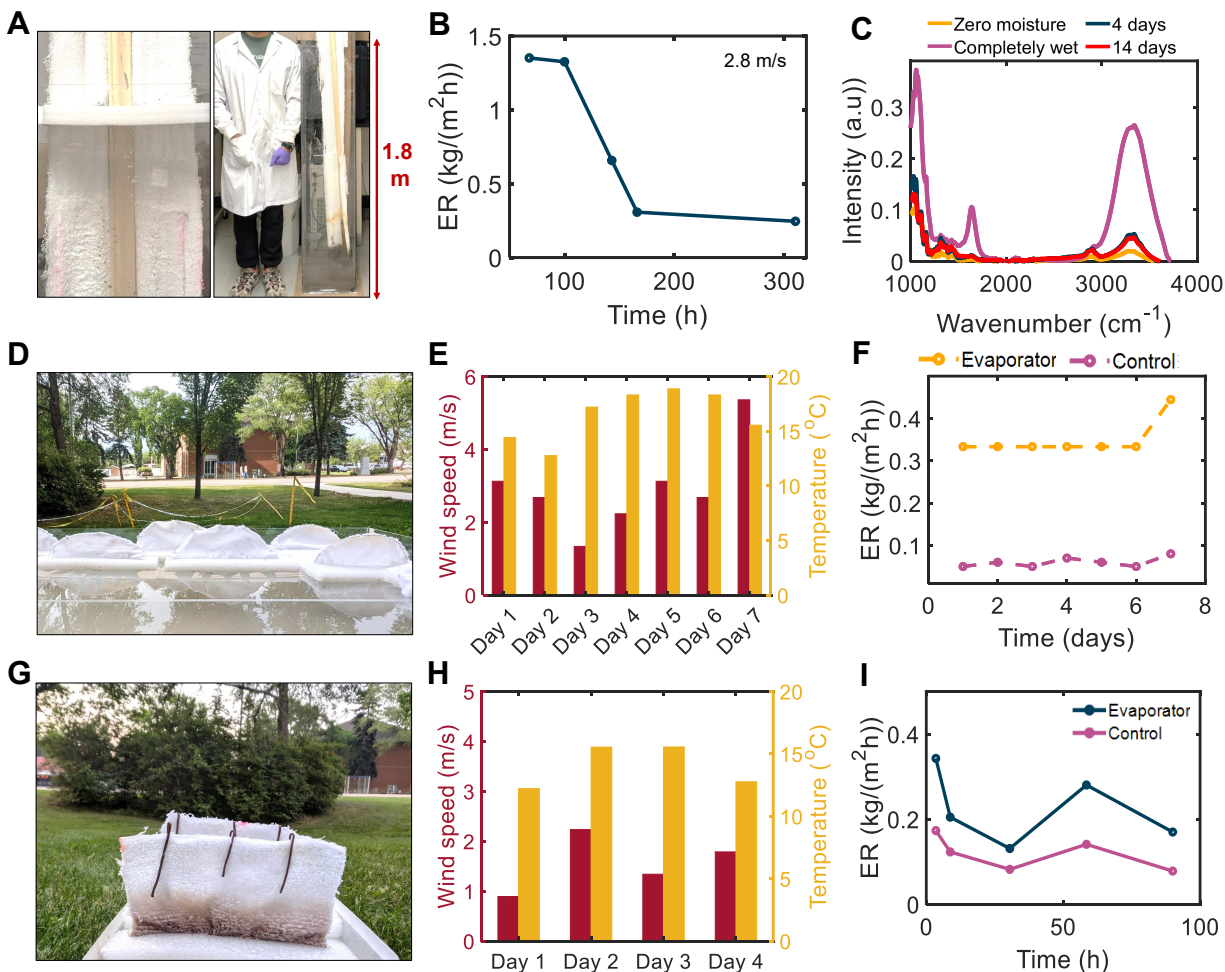 A
1.8
m
B
ER (kg/(m²h))
1.5
1
0.5
0
100
200
300
Time (h)
2.8 m/s
C
Zero moisture
4 days
Completely wet
14 days
Intensity (a.u)
0.3
0.2
0.1
0
1000
2000
3000
4000
Wavenumber (cm⁻¹)
D
E
Wind speed (m/s)
6
4
2
0
Temperature (°C)
20
15
10
5
0
Day 1
Day 2
Day 3
Day 4
Day 5
Day 6
Day 7
F
Evaporator
Control
ER (kg/(m²h))
0.4
0.3
0.2
0.1
0
2
4
6
8
Time (days)
G
H
Wind speed (m/s)
5
4
3
2
1
0
Temperature (°C)
20
15
10
5
0
Day 1
Day 2
Day 3
Day 4
I
Evaporator
Control
ER (kg/(m²h))
0.4
0.2
0
0
50
100
Time (h)